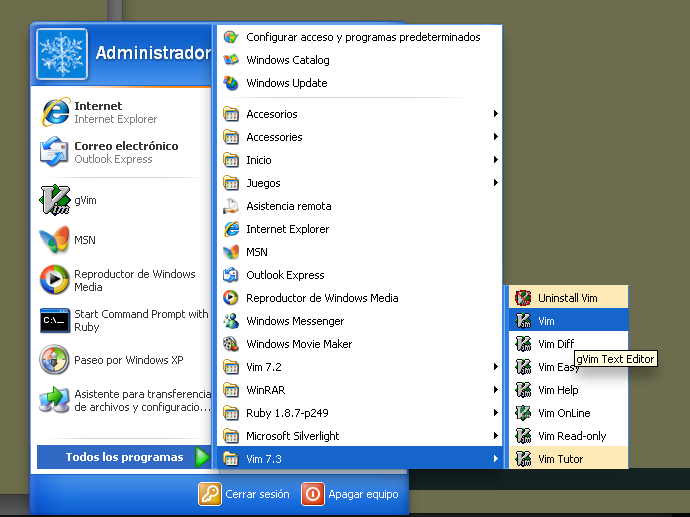 Administrador
Internet
Internet Explorer
Correo electrónico
Outlook Express
gVim
MSN
Reproductor de Windows
Media
Start Command Prompt with
Ruby
Paseo por Windows XP
Asistente para transferencia
de archivos y configuracio...
Todos los programas
Configurar acceso y programas predeterminados
Windows Catalog
Windows Update
Accesorios
Accessories
Inicio
Juegos
Asistencia remota
Internet Explorer
MSN
Outlook Express
Reproductor de Windows Media
Windows Messenger
Windows Movie Maker
Vim 7.2
WinRAR
Ruby 1.8.7-p249
Microsoft Silverlight
Vim 7.3
Uninstall Vim
Vim
Vim Diff
gVim Text Editor
Vim Easy
Vim Help
Vim OnLine
Vim Read-only
Vim Tutor
Cerrar sesión
Apagar equipo